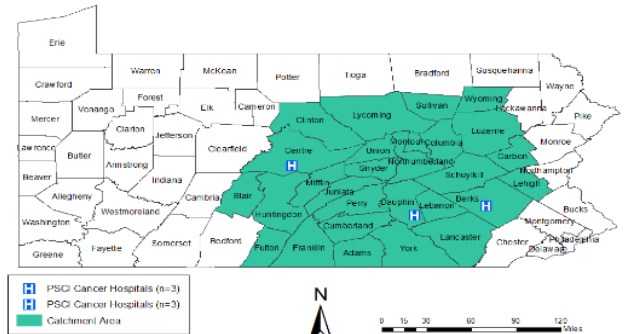 Erie
Warren
McKean
Potter
Tioga
Bradford
Susquehanna
Crawford
Wayne
Wyoming
Forest
Sullivan
Lackawanna
Venango
Elk
Cameron
Mercer
Lycoming
Pike
Clinton
Luzerne
Clarion
Jefferson
Monroe
Lawrence
Clearfield
Centre
Montour Columbia
Union
Butler
Carbon
Armstrong
Northumberland
Snyder
Northampton
Beaver
Indiana
Schuylkill
Lehigh
Mifflin
Allegheny
Cambria
Blair
Juniata
Bucks
Perry
Dauphin
Lebanon
Berks
Westmoreland
Huntingdon
Montgomery
Washington
Cumberland
Philadelphia
Lancaster
Chester
Delaware
Somerset
Bedford
Fulton
Franklin
Adams
York
Greene
Fayette
H
H
H
H PSCI Cancer Hospitals (n=3)
H PSCI Cancer Hospitals (n=3)
Catchment Area
N
0 15 30 60 90 120
Miles